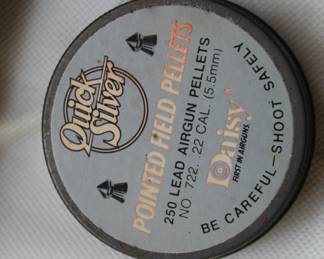 Quick
Silver
POINTED FIELD PELLETS
250 LEAD AIRGUN PELLETS
NO. 722, .22 CAL. (5.5mm)
Daisy
FIRST IN AIRGUNS
BE CAREFUL—SHOOT SAFELY